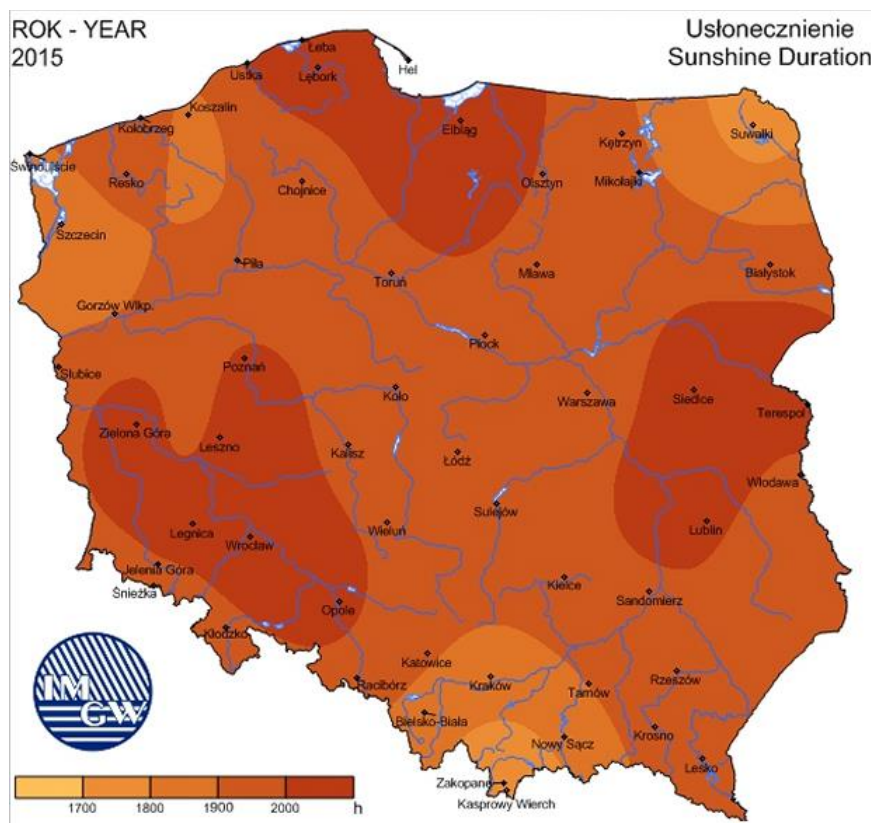 ROK - YEAR
2015
Usłonecznienie
Sunshine Duration
Łeba
Ustka
Lębork
Hel
Koszalin
Kołobrzeg
Elbląg
Suwałki
Kętrzyn
Świnoujście
Resko
Chojnice
Olsztyn
Mikołajki
Szczecin
Piła
Toruń
Mława
Białystok
Gorzów Wlkp.
Płock
Słubice
Poznań
Koło
Warszawa
Siedlce
Terespol
Zielona Góra
Leszno
Kalisz
Łódź
Włodawa
Sulejów
Legnica
Wrocław
Wieluń
Lublin
Jelenia Góra
Śnieżka
Kielce
Sandomierz
Opole
Kłodzko
Katowice
Kraków
Tarnów
Rzeszów
Racibórz
Bielsko-Biała
Nowy Sącz
Krosno
Lesko
Zakopane
Kasprowy Wierch
IM
GW
1700 1800 1900 2000 h